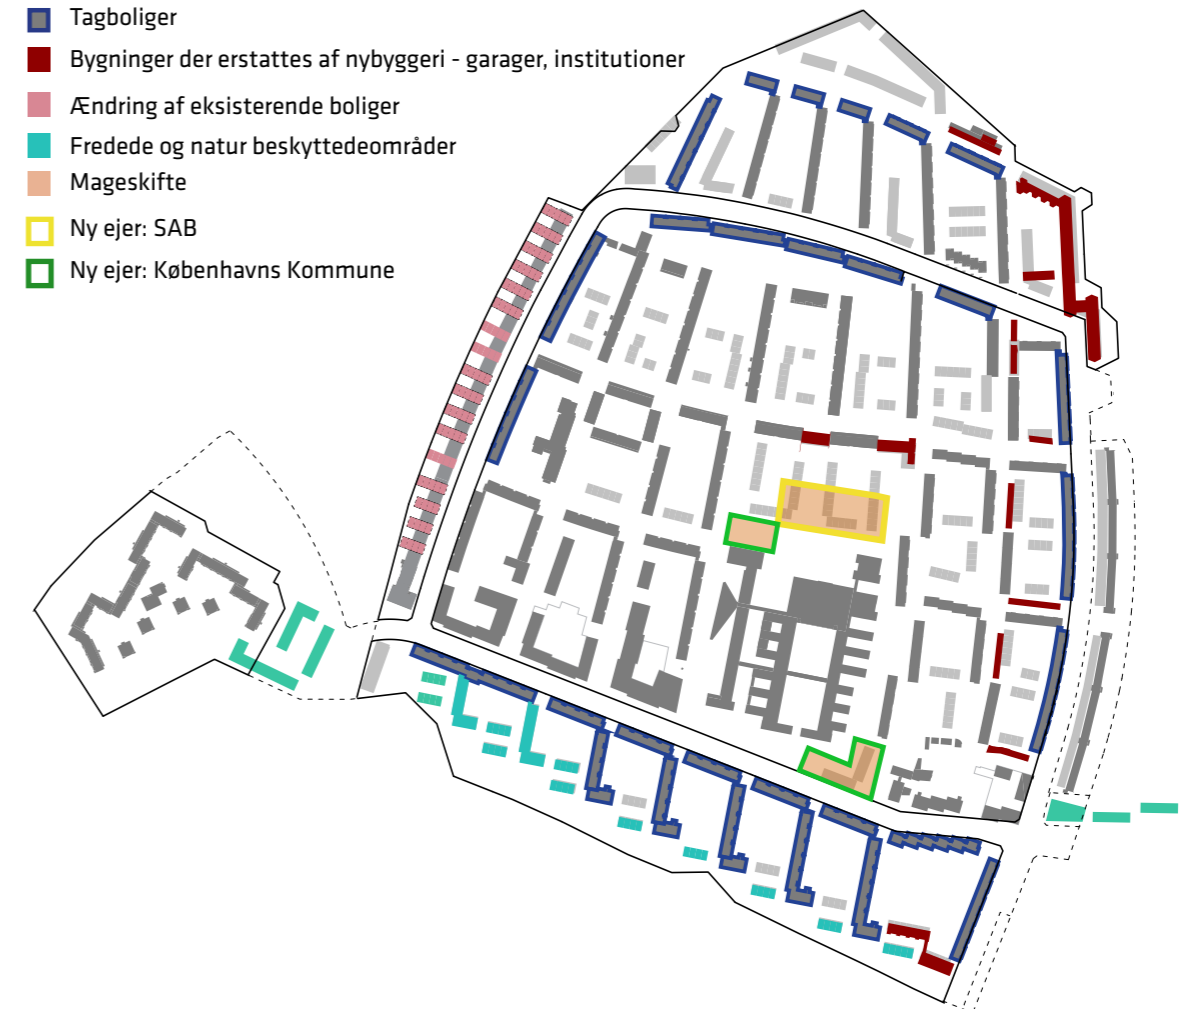 Tagboliger
Bygninger der erstattes af nybyggeri - garager, institutioner
Ændring af eksisterende boliger
Fredede og natur beskyttedeområder
Mageskifte
Ny ejer: SAB
Ny ejer: Københavns Kommune